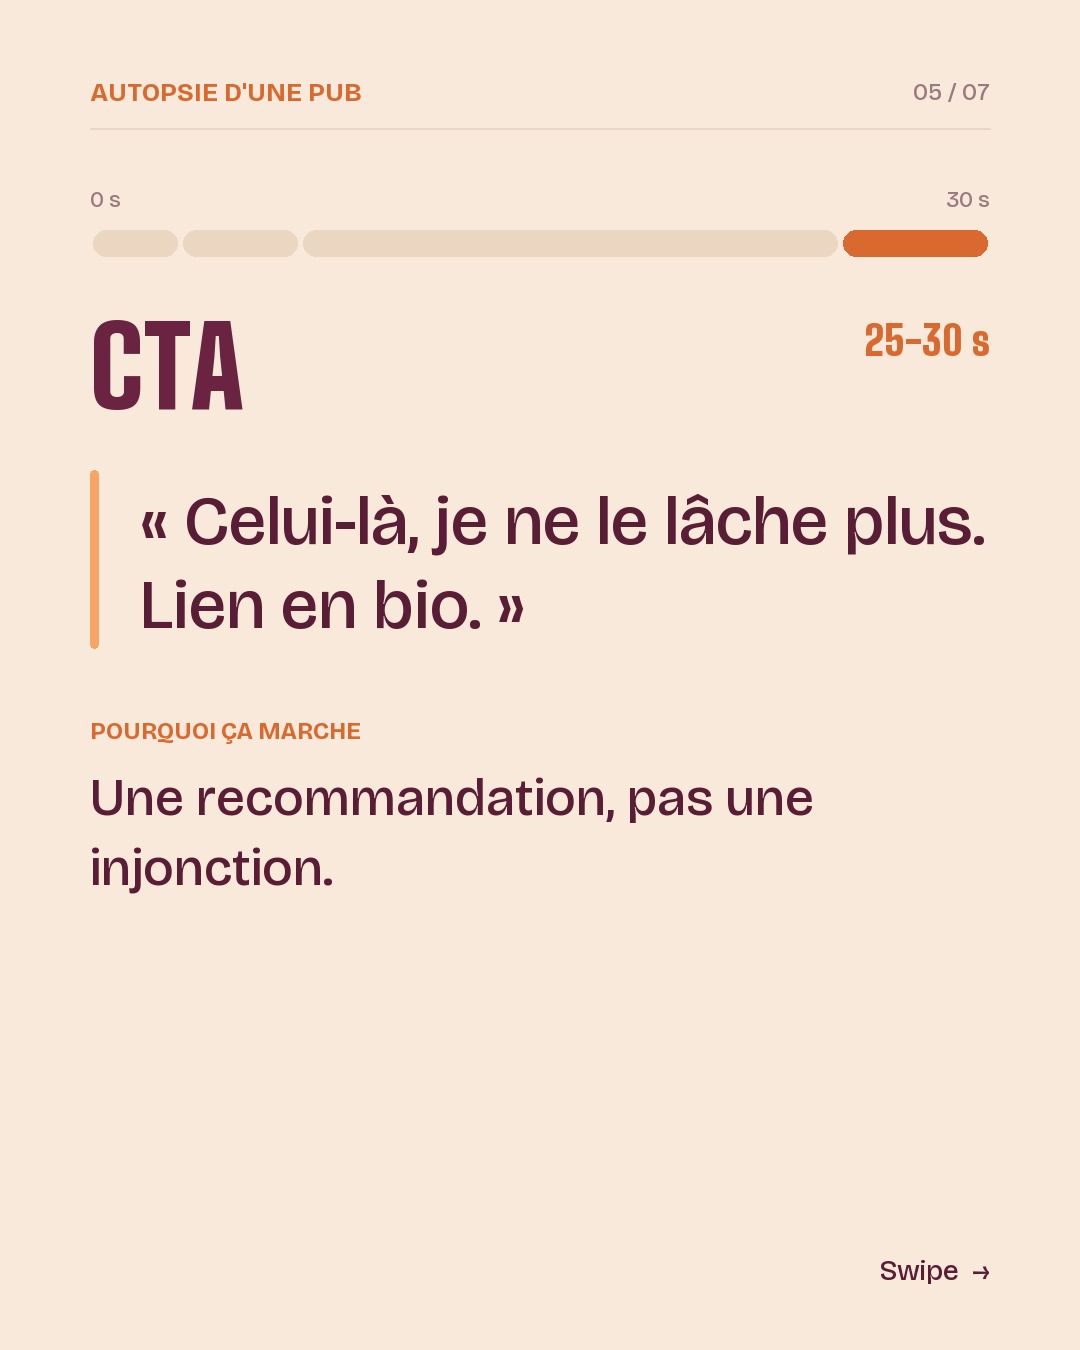 AUTOPSIE D'UNE PUB
05 / 07
0 s
30 s
CTA
25–30 s
« Celui-là, je ne le lâche plus.
Lien en bio. »
POURQUOI ÇA MARCHE
Une recommandation, pas une
injonction.
Swipe →